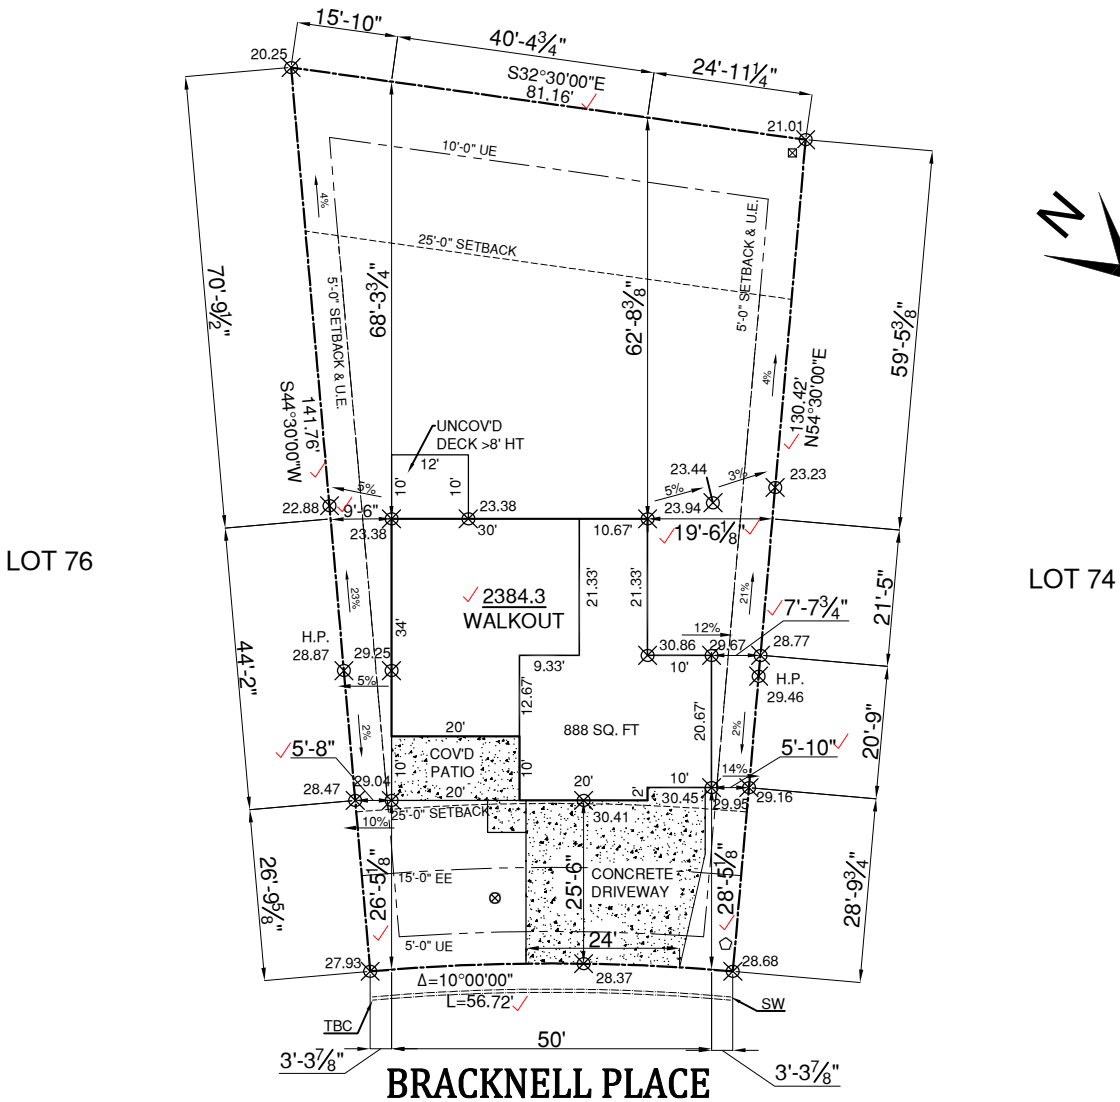 15'-10"
40'-4¾"
24'-11¼"
20.25
S32°30'00"E
81.16'
21.01
N
10'-0" UE
4%
25'-0" SETBACK
5'-0" SETBACK & U.E.
5'-0" SETBACK & U.E.
70'-9½"
68'-3¾"
62'-8⅜"
59'-5⅜"
4%
S44°30'00"W
141.76'
130.42'
N54°30'00"E
UNCOV'D
DECK >8' HT
12'
10'
10'
23.44
3%
23.23
5%
5%
22.88
9'-6"
23.38
23.94
23.38
30'
10.67'
19'-6⅛"
LOT 76
LOT 74
2384.3
WALKOUT
21.33'
21.33'
23%
21%
21'-5"
7'-7¾"
34'
12%
H.P.
28.87
29.25
30.86
29.67
28.77
44'-2"
9.33'
10'
5%
H.P.
29.46
12.67'
20.67'
888 SQ. FT
2%
2%
20'-9"
20'
COV'D
PATIO
10'
10'
5'-8"
5'-10"
14%
29.04
28.47
20'
20'
10'
2'
30.45
29.95
29.16
25'-0" SETBACK
30.41
10%
26'-9⅝"
26'-5⅛"
15'-0" EE
25'-6"
CONCRETE
DRIVEWAY
28'-5⅛"
28'-9¾"
5'-0" UE
24'
27.93
28.68
Δ=10°00'00"
28.37
L=56.72'
SW
TBC
50'
3'-3⅞"
3'-3⅞"
BRACKNELL PLACE